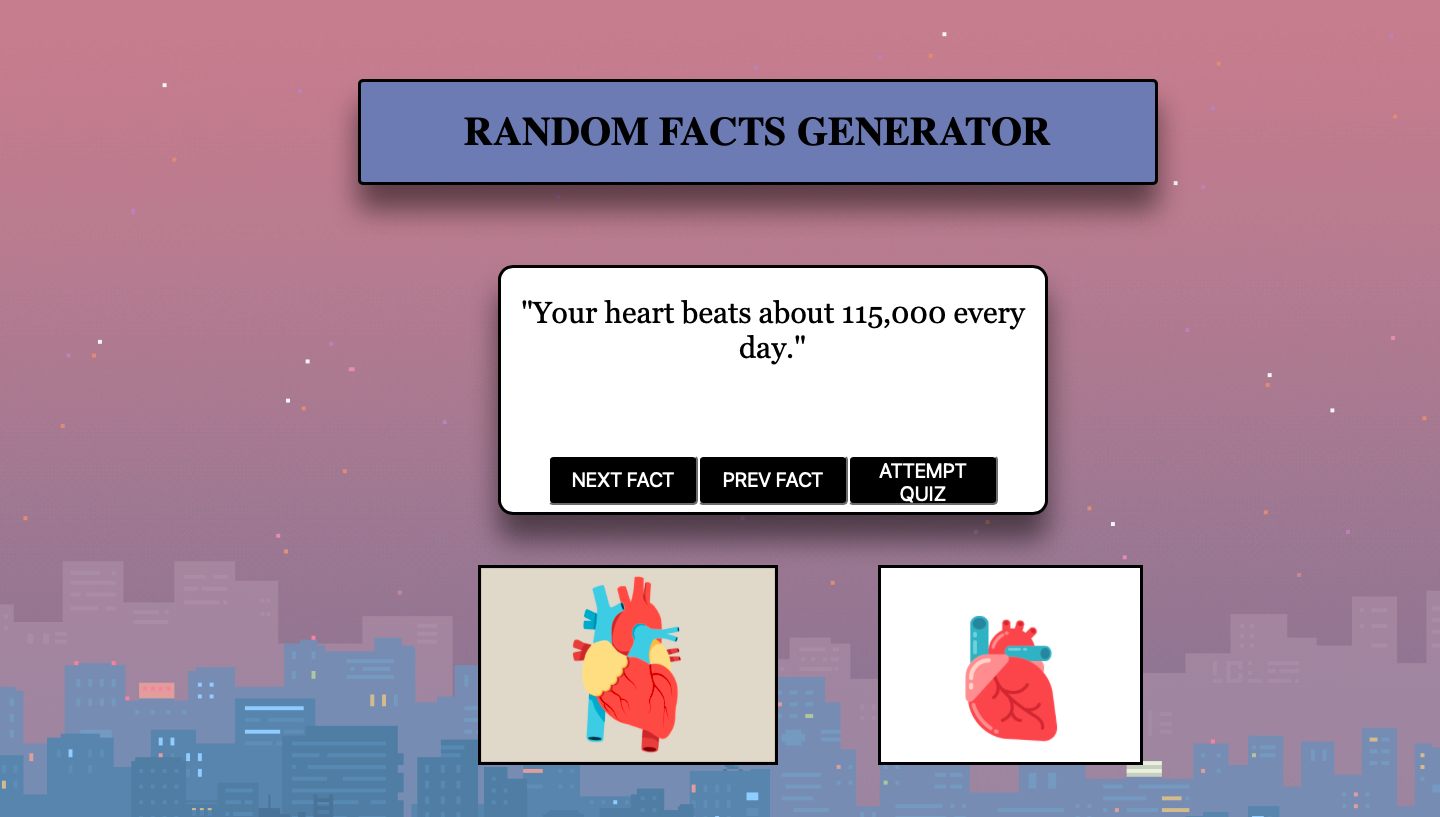 RANDOM FACTS GENERATOR
"Your heart beats about 115,000 every
day."
NEXT FACT
PREV FACT
ATTEMPT
QUIZ